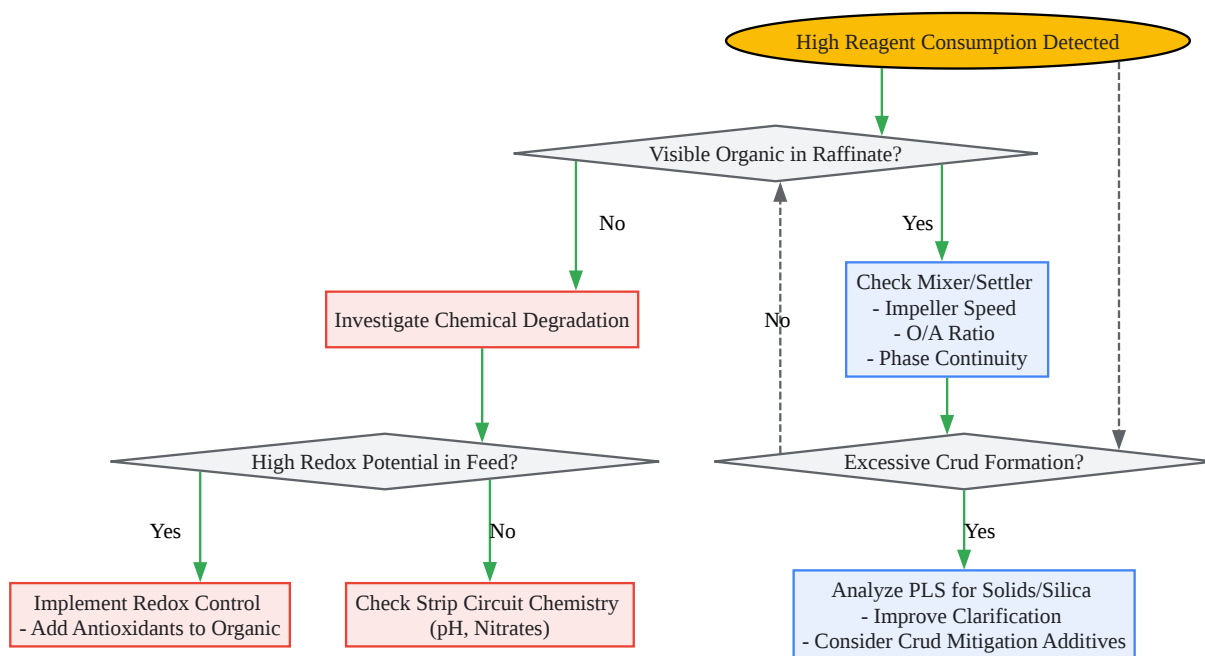 High Reagent Consumption Detected
Visible Organic in Raffinate?
No
Yes
Check Mixer/Settler
- Impeller Speed
- O/A Ratio
- Phase Continuity
Investigate Chemical Degradation
No
High Redox Potential in Feed?
Excessive Crud Formation?
Yes
No
Yes
Implement Redox Control
- Add Antioxidants to Organic
Check Strip Circuit Chemistry
(pH, Nitrates)
Analyze PLS for Solids/Silica
- Improve Clarification
- Consider Crud Mitigation Additives